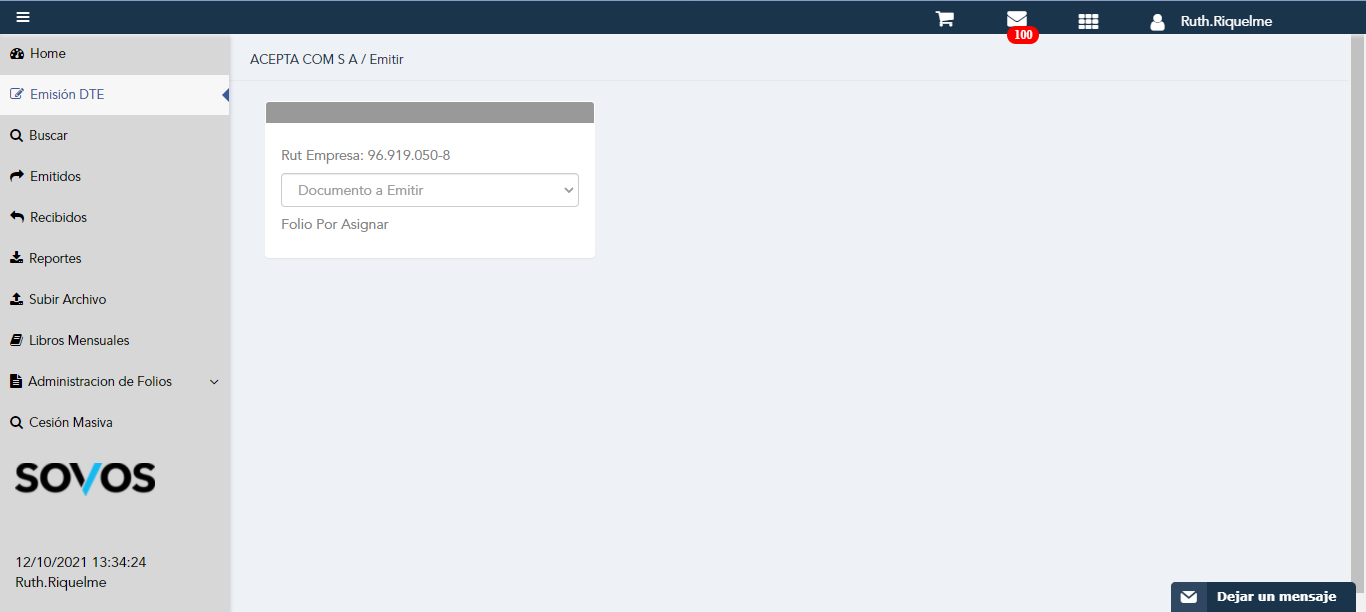 Ruth.Riquelme
100
Home
ACEPTA COM S A / Emitir
Emisión DTE
Buscar
Rut Empresa: 96.919.050-8
Emitidos
Documento a Emitir
Recibidos
Folio Por Asignar
Reportes
Subir Archivo
Libros Mensuales
Administracion de Folios
Cesión Masiva
SOVOS
12/10/2021 13:34:24
Ruth.Riquelme
Dejar un mensaje